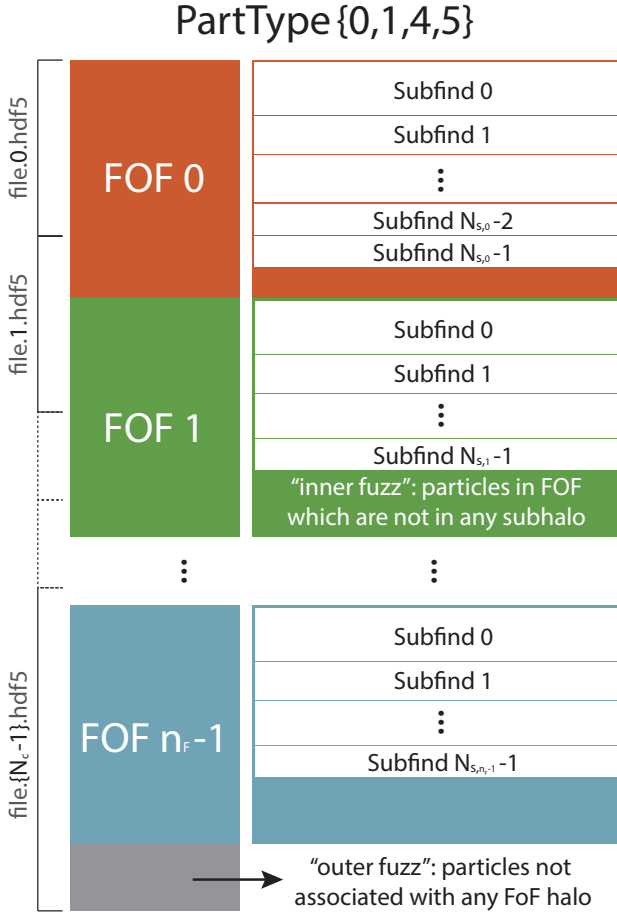 PartType {0,1,4,5}
file.0.hdf5
FOF 0
Subfind 0
Subfind 1
⋮
Subfind Ns,0-2
Subfind Ns,0-1
file.1.hdf5
FOF 1
Subfind 0
Subfind 1
⋮
Subfind Ns,1-1
“inner fuzz”: particles in FOF
which are not in any subhalo
⋮
⋮
file.{Nc-1}.hdf5
FOF nF-1
Subfind 0
Subfind 1
⋮
Subfind Ns,nF-1-1
“outer fuzz”: particles not
associated with any FoF halo